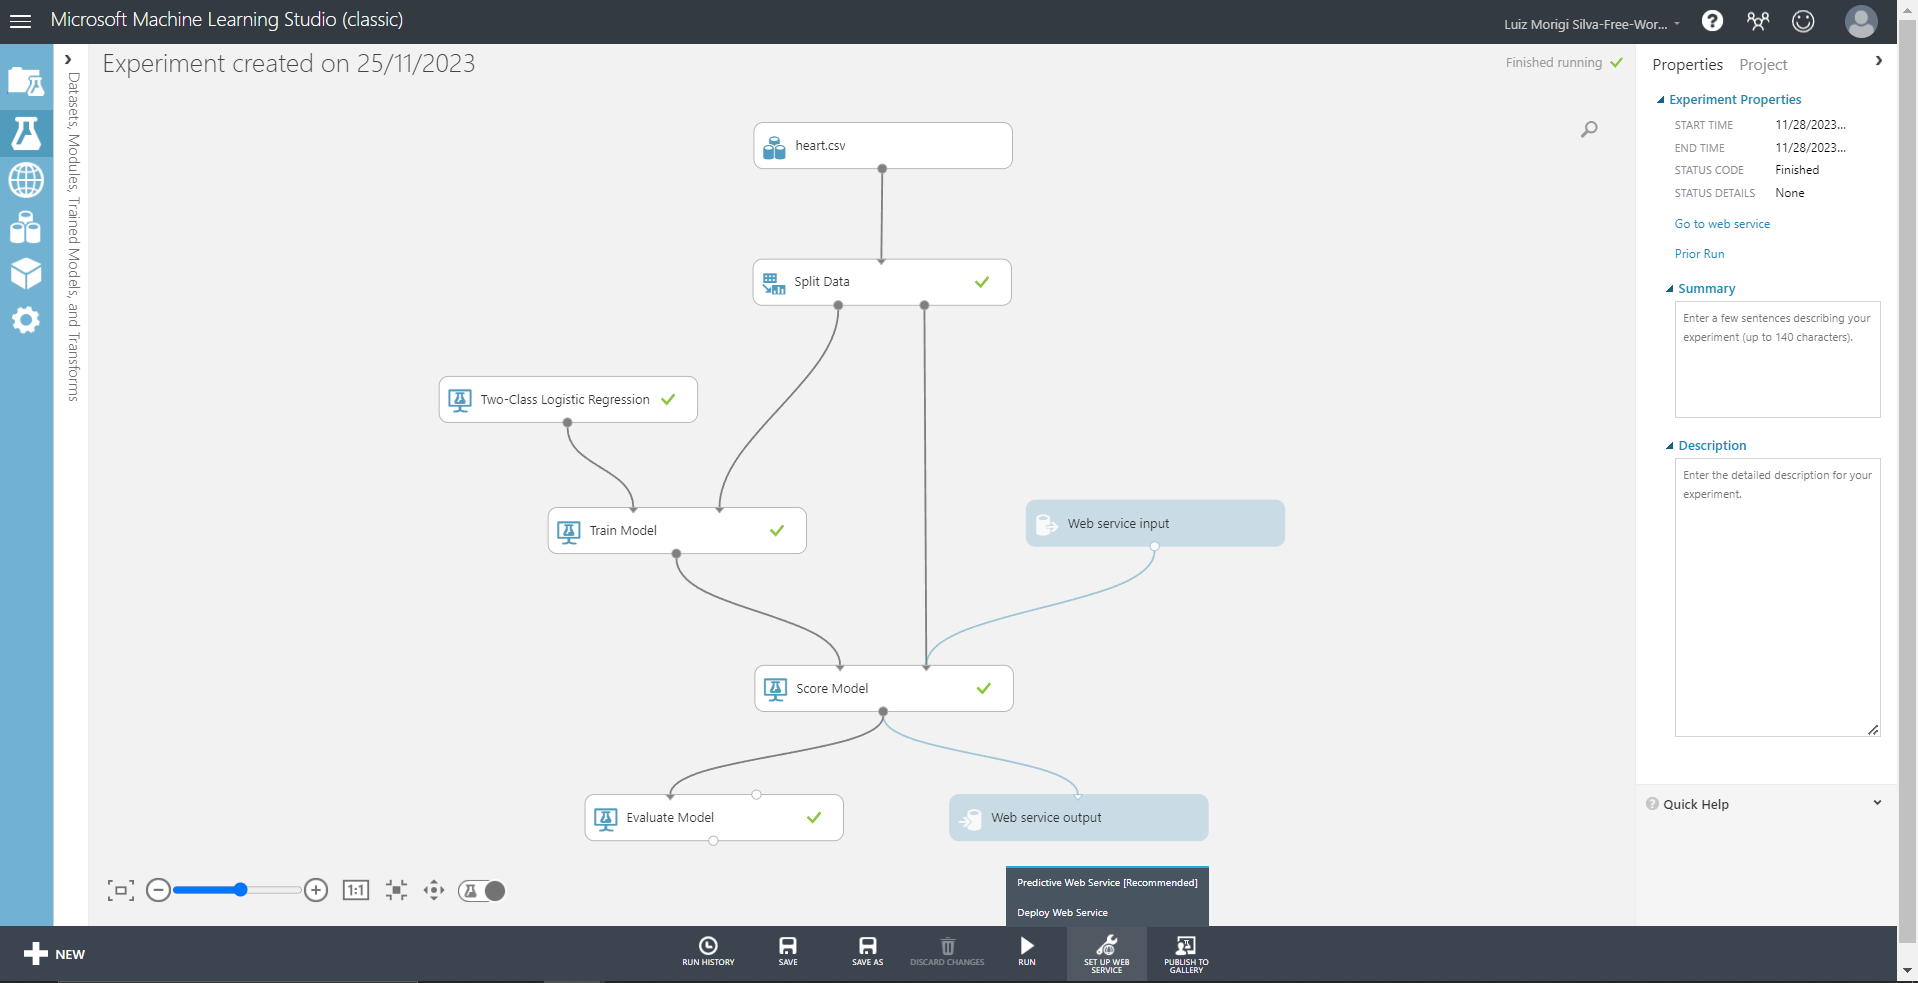 Microsoft Machine Learning Studio (classic)
Luiz Morigi Silva-Free-Wor...
Datasets, Modules, Trained Models, and Transforms
Experiment created on 25/11/2023
Finished running
heart.csv
Split Data
Two-Class Logistic Regression
Train Model
Web service input
Score Model
Evaluate Model
Web service output
1:1
Properties Project
Experiment Properties
START TIME 11/28/2023...
END TIME 11/28/2023...
STATUS CODE Finished
STATUS DETAILS None
Go to web service
Prior Run
Summary
Enter a few sentences describing your
experiment (up to 140 characters).
Description
Enter the detailed description for your
experiment.
Quick Help
Predictive Web Service [Recommended]
Deploy Web Service
NEW
RUN HISTORY
SAVE
SAVE AS
DISCARD CHANGES
RUN
SET UP WEB
SERVICE
PUBLISH TO
GALLERY